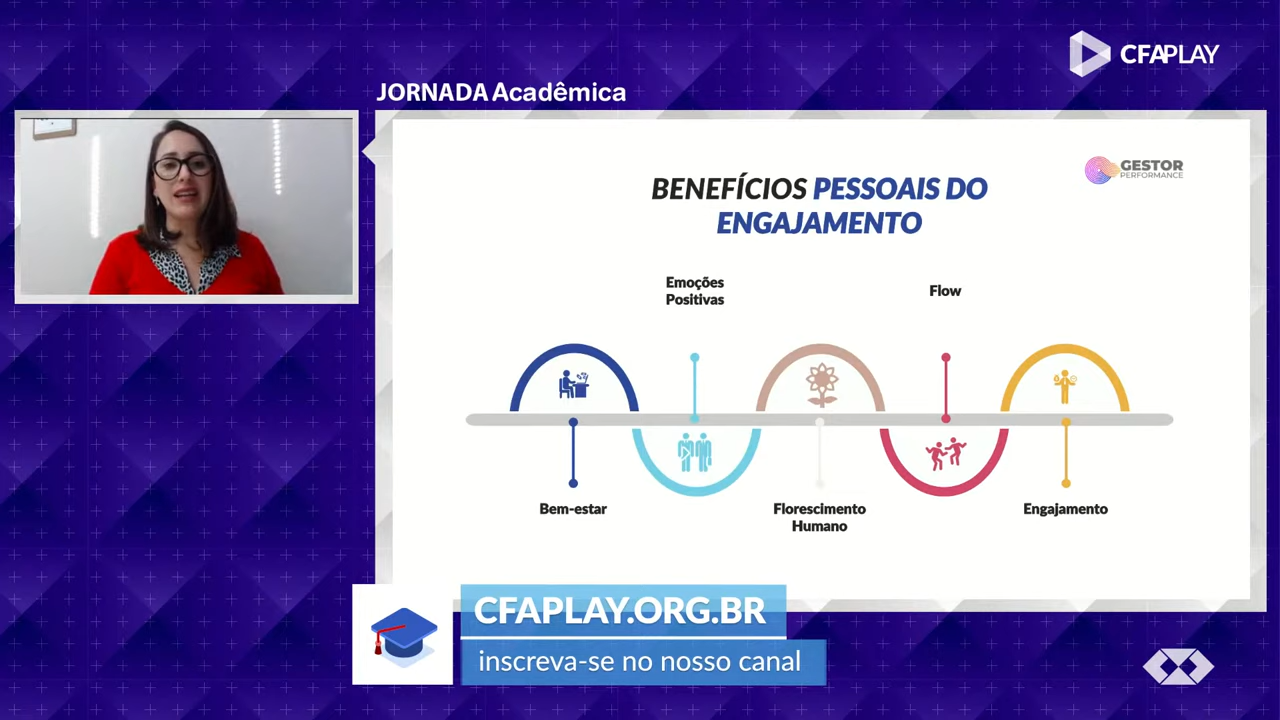 CFAPLAY
JORNADA Acadêmica
GESTOR
PERFORMANCE
BENEFÍCIOS PESSOAIS DO
ENGAJAMENTO
Emoções
Positivas
Flow
Bem-estar
Florescimento
Humano
Engajamento
CFAPLAY.ORG.BR
inscreva-se no nosso canal